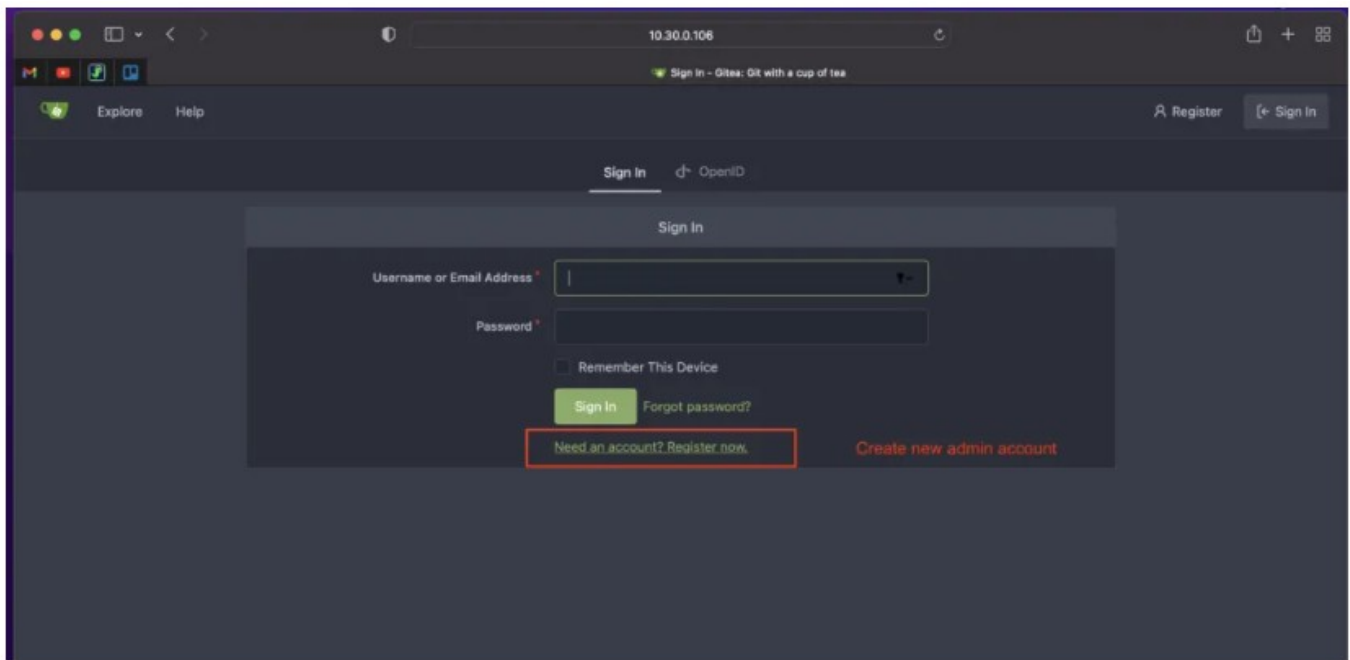 10.30.0.106
Sign In - Gitea: Git with a cup of tea
Explore Help Register Sign In
Sign In OpenID
Sign In
Username or Email Address *
Password *
Remember This Device
Sign In Forgot password?
Need an account? Register now. Create new admin account